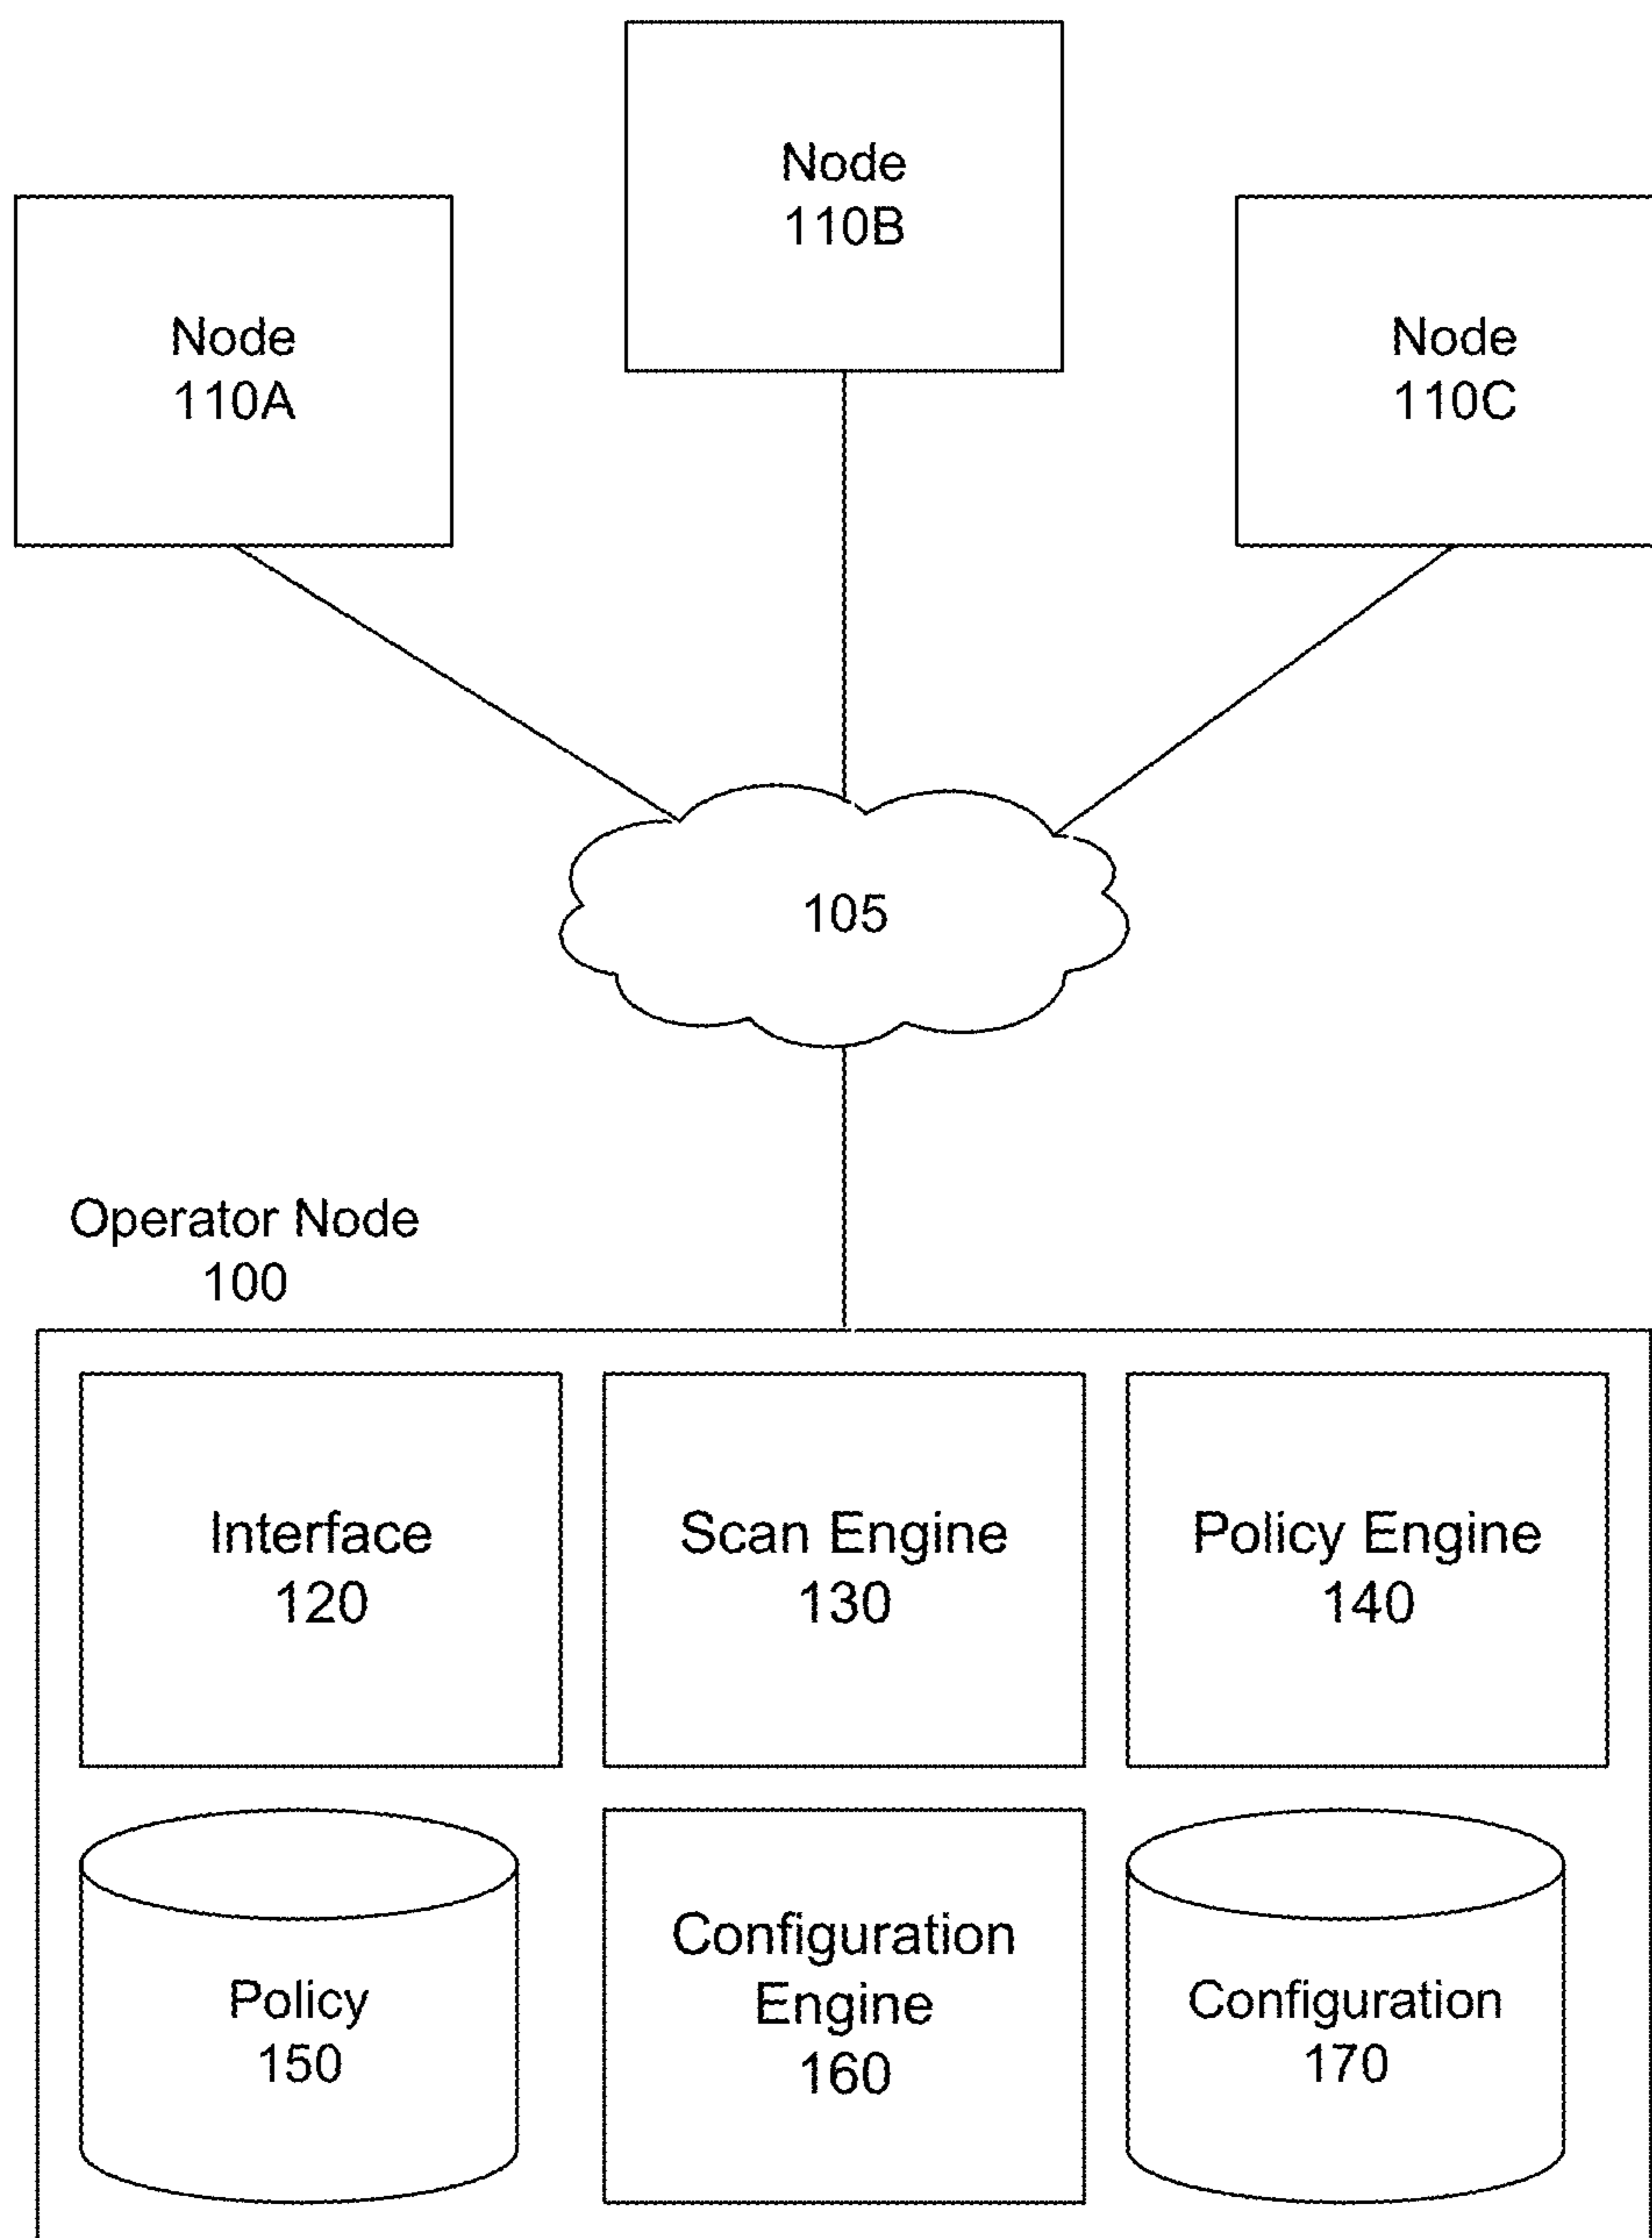 Node
110B
Node
110A
Node
110C
105
Operator Node
100
Interface
120
Scan Engine
130
Policy Engine
140
Policy
150
Configuration
Engine
160
Configuration
170